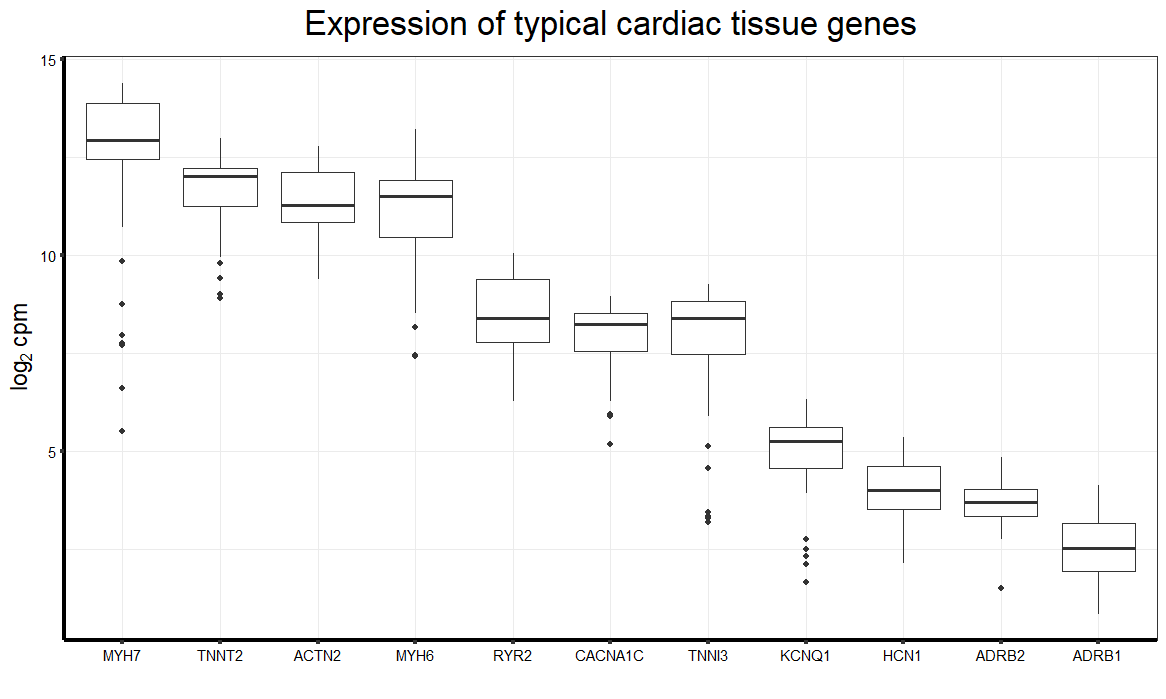 Expression of typical cardiac tissue genes
15
10
5
log₂ cpm
MYH7 TNNT2 ACTN2 MYH6 RYR2 CACNA1C TNNI3 KCNQ1 HCN1 ADRB2 ADRB1